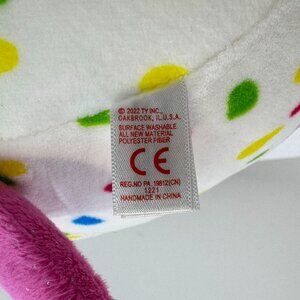 © 2022 TY INC.,
OAKBROOK, IL, U.S.A.
SURFACE WASHABLE
ALL NEW MATERIAL
POLYESTER FIBER
CE
REG.NO PA. 19812(CN)
1221
HANDMADE IN CHINA